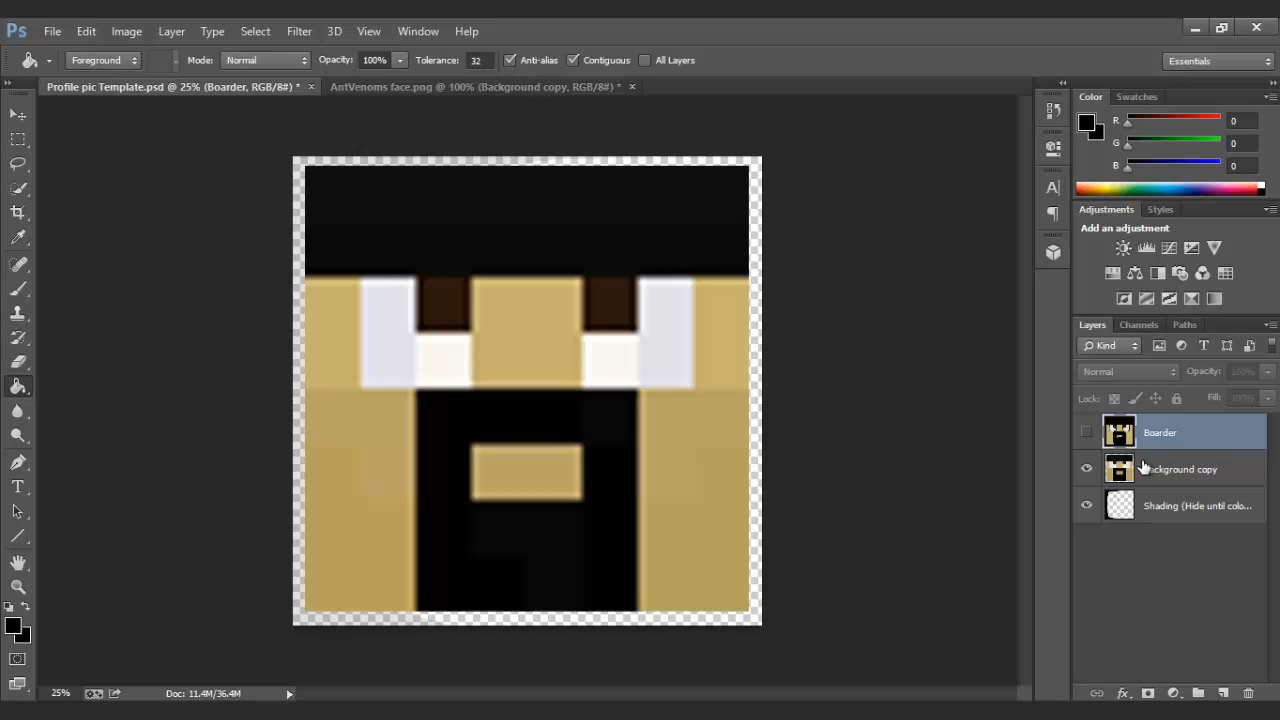 Ps File Edit Image Layer Type Select Filter 3D View Window Help
Foreground Mode: Normal Opacity: 100% Tolerance: 32 Anti-alias Contiguous All Layers Essentials
Profile pic Template.psd @ 25% (Boarder, RGB/8#) * AntVenoms face.png @ 100% (Background copy, RGB/8#) *
Color Swatches
R 0
G 0
B 0
Adjustments Styles
Add an adjustment
Layers Channels Paths
Kind
Normal Opacity: 100%
Lock: Fill: 100%
Boarder
ackground copy
Shading (Hide until colo...
25% Doc: 11.4M/36.4M